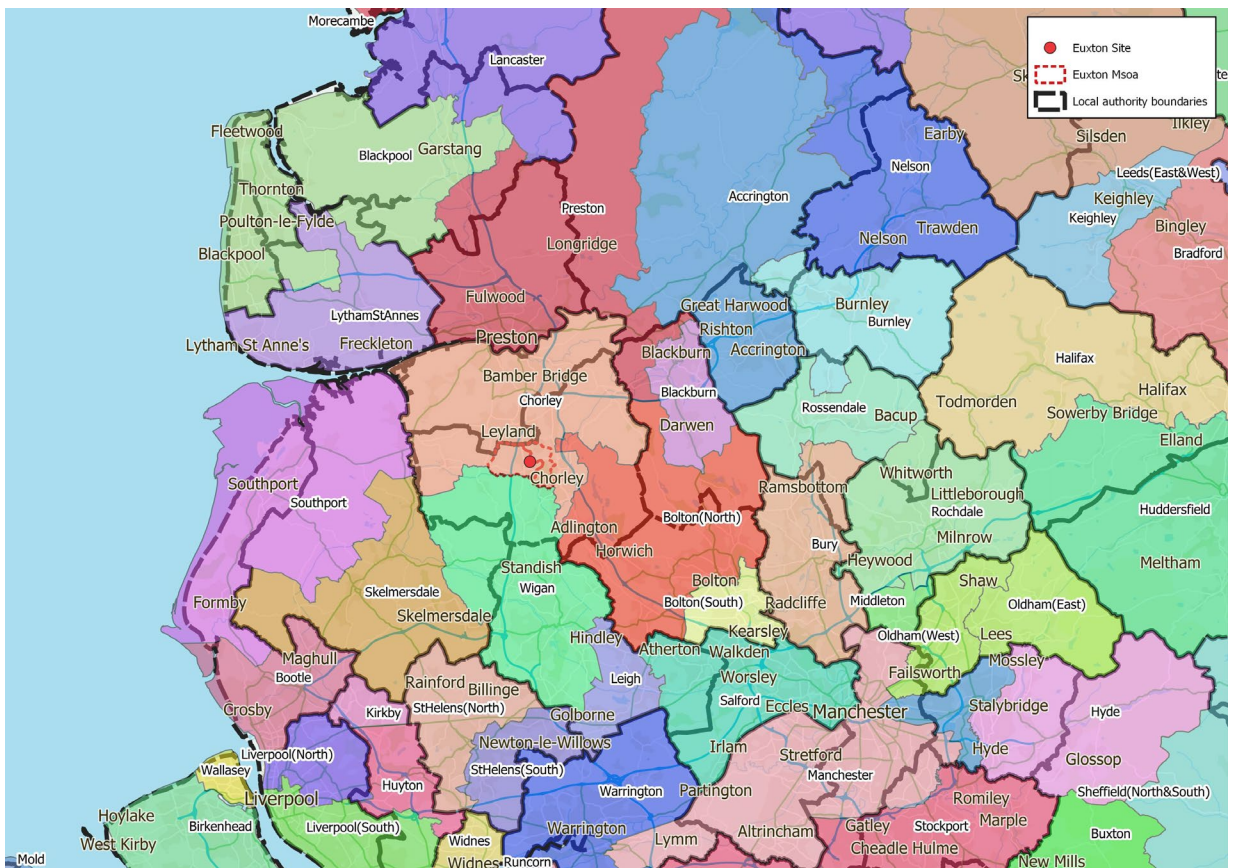 Morecambe
Lancaster
Euxton Site
Euxton Msoa
Local authority boundaries
Silsden
Ilkley
Fleetwood
Blackpool
Garstang
Earby
Nelson
Leeds(East&West)
Thornton
Poulton-le-Fylde
Preston
Accrington
Keighley
Keighley
Bingley
Longridge
Nelson
Trawden
Bradford
Blackpool
Fulwood
Great Harwood
Burnley
LythamStAnnes
Rishton
Burnley
Lytham St Anne's
Freckleton
Preston
Blackburn
Accrington
Halifax
Bamber Bridge
Blackburn
Halifax
Chorley
Rossendale
Bacup
Todmorden
Sowerby Bridge
Leyland
Darwen
Elland
Chorley
Whitworth
Southport
Southport
Ramsbottom
Littleborough
Rochdale
Huddersfield
Adlington
Bolton(North)
Horwich
Bury
Milnrow
Standish
Heywood
Meltham
Wigan
Bolton
Shaw
Skelmersdale
Formby
Bolton(South)
Radcliffe
Middleton
Oldham(East)
Skelmersdale
Hindley
Kearsley
Oldham(West)
Lees
Atherton
Walkden
Maghull
Mossley
Bootle
Leigh
Worsley
Failsworth
Rainford
Billinge
Salford
Eccles
Stalybridge
Crosby
Kirkby
StHelens(North)
Golborne
Manchester
Hyde
Newton-le-Willows
Irlam
Stretford
Hyde
Liverpool(North)
Glossop
Wallasey
StHelens(South)
Manchester
Huyton
Warrington
Partington
Sheffield(North&South)
Liverpool
Romiley
Hoylake
Birkenhead
Liverpool(South)
Warrington
Altrincham
Gatley
Stockport
Marple
Buxton
West Kirby
Widnes
Lymm
Cheadle Hulme
Mold
Widnes
Runcorn
New Mills